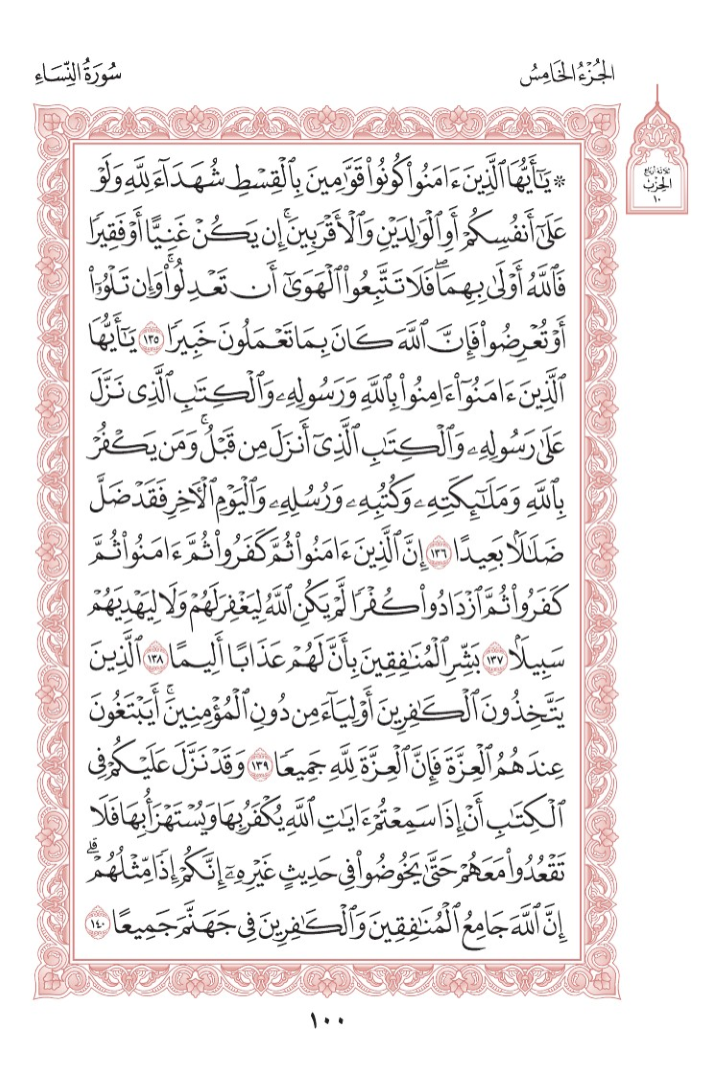 الجُزْءُ الخَامِسُ
سُورَةُ النِّسَاءِ
ثلاثة أرباع
الحِزْب
١٠
۞ يَٰٓأَيُّهَا ٱلَّذِينَ ءَامَنُواْ كُونُواْ قَوَّٰمِينَ بِٱلۡقِسۡطِ شُهَدَآءَ لِلَّهِ وَلَوۡ
عَلَىٰٓ أَنفُسِكُمۡ أَوِ ٱلۡوَٰلِدَيۡنِ وَٱلۡأَقۡرَبِينَۚ إِن يَكُنۡ غَنِيًّا أَوۡ فَقِيرٗا
فَٱللَّهُ أَوۡلَىٰ بِهِمَاۖ فَلَا تَتَّبِعُواْ ٱلۡهَوَىٰٓ أَن تَعۡدِلُواْۚ وَإِن تَلۡوُۥٓاْ
أَوۡ تُعۡرِضُواْ فَإِنَّ ٱللَّهَ كَانَ بِمَا تَعۡمَلُونَ خَبِيرٗا ١٣٥ يَٰٓأَيُّهَا
ٱلَّذِينَ ءَامَنُوٓاْ ءَامِنُواْ بِٱللَّهِ وَرَسُولِهِۦ وَٱلۡكِتَٰبِ ٱلَّذِي نَزَّلَ
عَلَىٰ رَسُولِهِۦ وَٱلۡكِتَٰبِ ٱلَّذِيٓ أَنزَلَ مِن قَبۡلُۚ وَمَن يَكۡفُرۡ
بِٱللَّهِ وَمَلَٰٓئِكَتِهِۦ وَكُتُبِهِۦ وَرُسُلِهِۦ وَٱلۡيَوۡمِ ٱلۡأٓخِرِ فَقَدۡ ضَلَّ
ضَلَٰلَۢا بَعِيدًا ١٣٦ إِنَّ ٱلَّذِينَ ءَامَنُواْ ثُمَّ كَفَرُواْ ثُمَّ ءَامَنُواْ ثُمَّ
كَفَرُواْ ثُمَّ ٱزۡدَادُواْ كُفۡرٗا لَّمۡ يَكُنِ ٱللَّهُ لِيَغۡفِرَ لَهُمۡ وَلَا لِيَهۡدِيَهُمۡ
سَبِيلَۢا ١٣٧ بَشِّرِ ٱلۡمُنَٰفِقِينَ بِأَنَّ لَهُمۡ عَذَابًا أَلِيمًا ١٣٨ ٱلَّذِينَ
يَتَّخِذُونَ ٱلۡكَٰفِرِينَ أَوۡلِيَآءَ مِن دُونِ ٱلۡمُؤۡمِنِينَۚ أَيَبۡتَغُونَ
عِندَهُمُ ٱلۡعِزَّةَ فَإِنَّ ٱلۡعِزَّةَ لِلَّهِ جَمِيعٗا ١٣٩ وَقَدۡ نَزَّلَ عَلَيۡكُمۡ فِي
ٱلۡكِتَٰبِ أَنۡ إِذَا سَمِعۡتُمۡ ءَايَٰتِ ٱللَّهِ يُكۡفَرُ بِهَا وَيُسۡتَهۡزَأُ بِهَا فَلَا
تَقۡعُدُواْ مَعَهُمۡ حَتَّىٰ يَخُوضُواْ فِي حَدِيثٍ غَيۡرِهِۦٓ إِنَّكُمۡ إِذٗا مِّثۡلُهُمۡۗ
إِنَّ ٱللَّهَ جَامِعُ ٱلۡمُنَٰفِقِينَ وَٱلۡكَٰفِرِينَ فِي جَهَنَّمَ جَمِيعًا ١٤٠
١٠٠